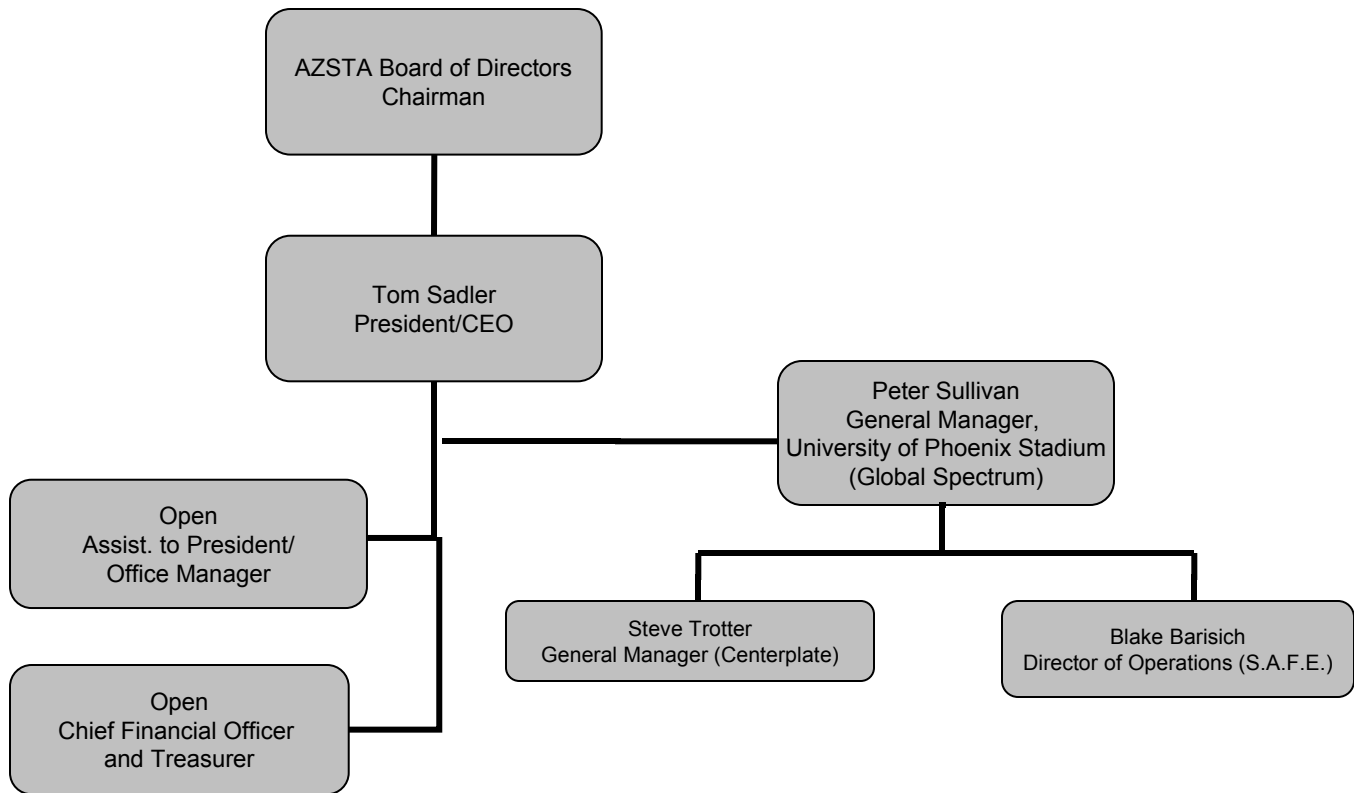 AZSTA Board of Directors
Chairman
Tom Sadler
President/CEO
Peter Sullivan
General Manager,
University of Phoenix Stadium
(Global Spectrum)
Open
Assist. to President/
Office Manager
Steve Trotter
General Manager (Centerplate)
Blake Barisich
Director of Operations (S.A.F.E.)
Open
Chief Financial Officer
and Treasurer